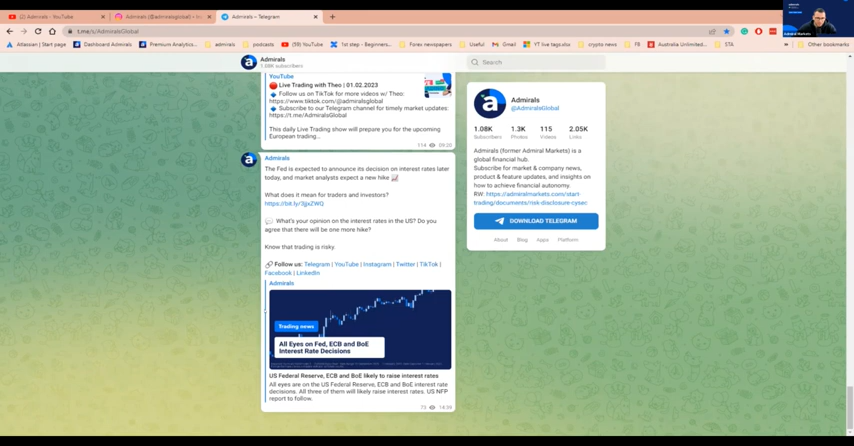 Admirals - YouTube
Admirals (@admiralsglobal)
Admirals – Telegram
t.me/s/AdmiralsGlobal
Atlassian | Start page
Dashboard Admirals
Premium Analytics...
admirals
podcasts
(59) YouTube
1st step - Beginners...
Forex newspapers
Useful
Gmail
YT live tags.xlsx
crypto news
FB
Australia Unlimited...
STA
Other bookmarks
Admirals
1.08K subscribers
Search
YouTube
Live Trading with Theo | 01.02.2023
Follow us on TikTok for more videos w/ Theo:
https://www.tiktok.com/@admiralsglobal
Subscribe to our Telegram channel for timely market updates:
https://t.me/AdmiralsGlobal
This daily Live Trading show will prepare you for the upcoming
European trading...
114 09:20
Admirals
The Fed is expected to announce its decision on interest rates later
today, and market analysts expect a new hike
What does it mean for traders and investors?
What's your opinion on the interest rates in the US? Do you
agree that there will be one more hike?
Know that trading is risky.
Follow us: Telegram | YouTube | Instagram | Twitter | TikTok |
Facebook | LinkedIn
Admirals
Trading news
All Eyes on Fed, ECB and BoE
Interest Rate Decisions
US Federal Reserve, ECB and BoE likely to raise interest rates
All eyes are on the US Federal Reserve, ECB and BoE interest rate
decisions. All three of them will likely raise interest rates. US NFP
report to follow.
73 14:39
Admirals
@AdmiralsGlobal
1.08K 1.3K 115 2.05K
Subscribers Photos Videos Links
Admirals (former Admiral Markets) is a
global financial hub.
Subscribe for market & company news,
product & feature updates, and insights on
how to achieve financial autonomy.
RW: https://admiralmarkets.com/start-
trading/documents/risk-disclosure-cysec
DOWNLOAD TELEGRAM
About Blog Apps Platform
Admiral Markets